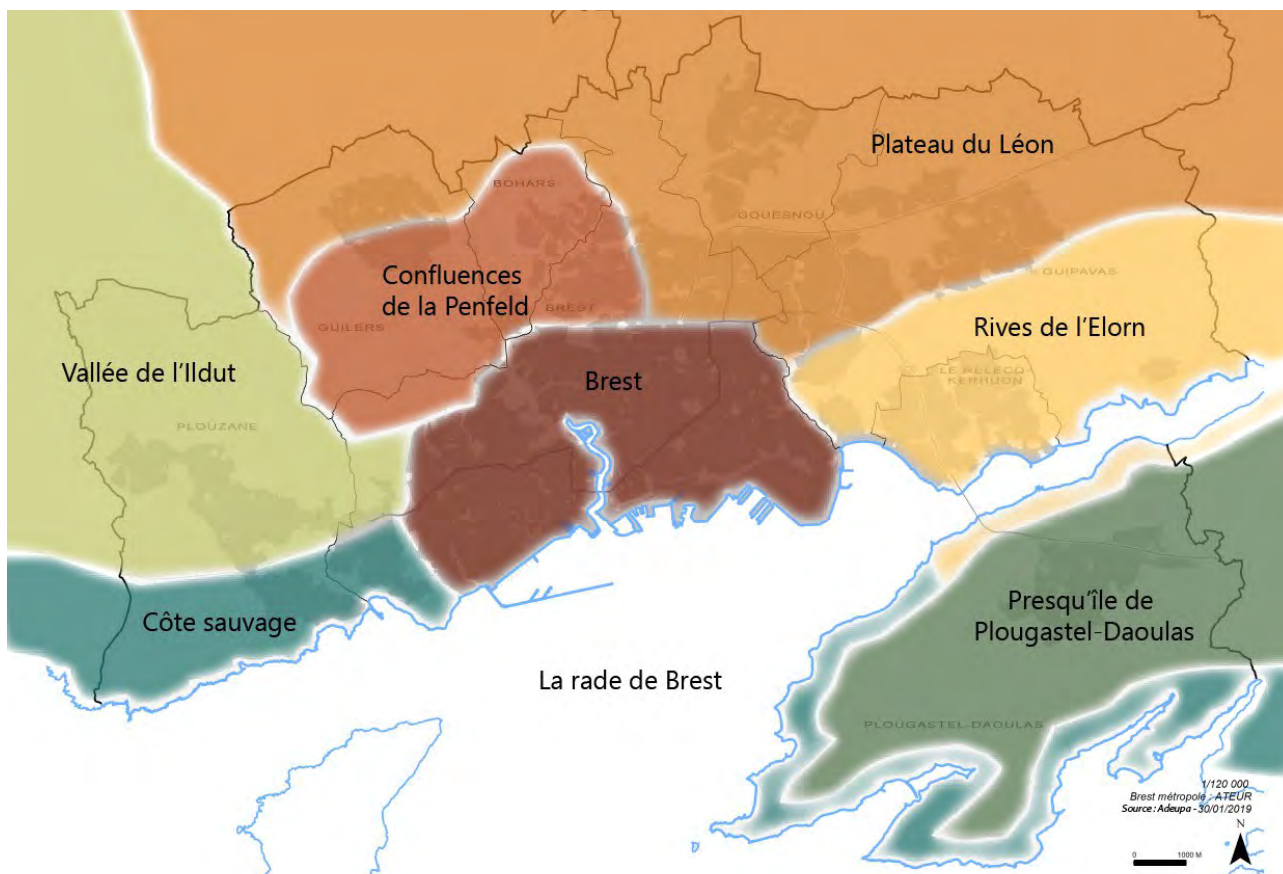 Plateau du Léon
BOHARS
GOUESNOU
Confluences
de la Penfeld
GUIPAVAS
BREST
GUILERS
Rives de l'Elorn
Vallée de l'Ildut
Brest
LE RELECQ-
KERHUON
PLOUZANE
Presqu'île de
Plougastel-Daoulas
Côte sauvage
La rade de Brest
PLOUGASTEL-DAOULAS
1/120 000
Brest métropole : ATEUR
Source : Adeupa - 30/01/2019
N
0 1000 M